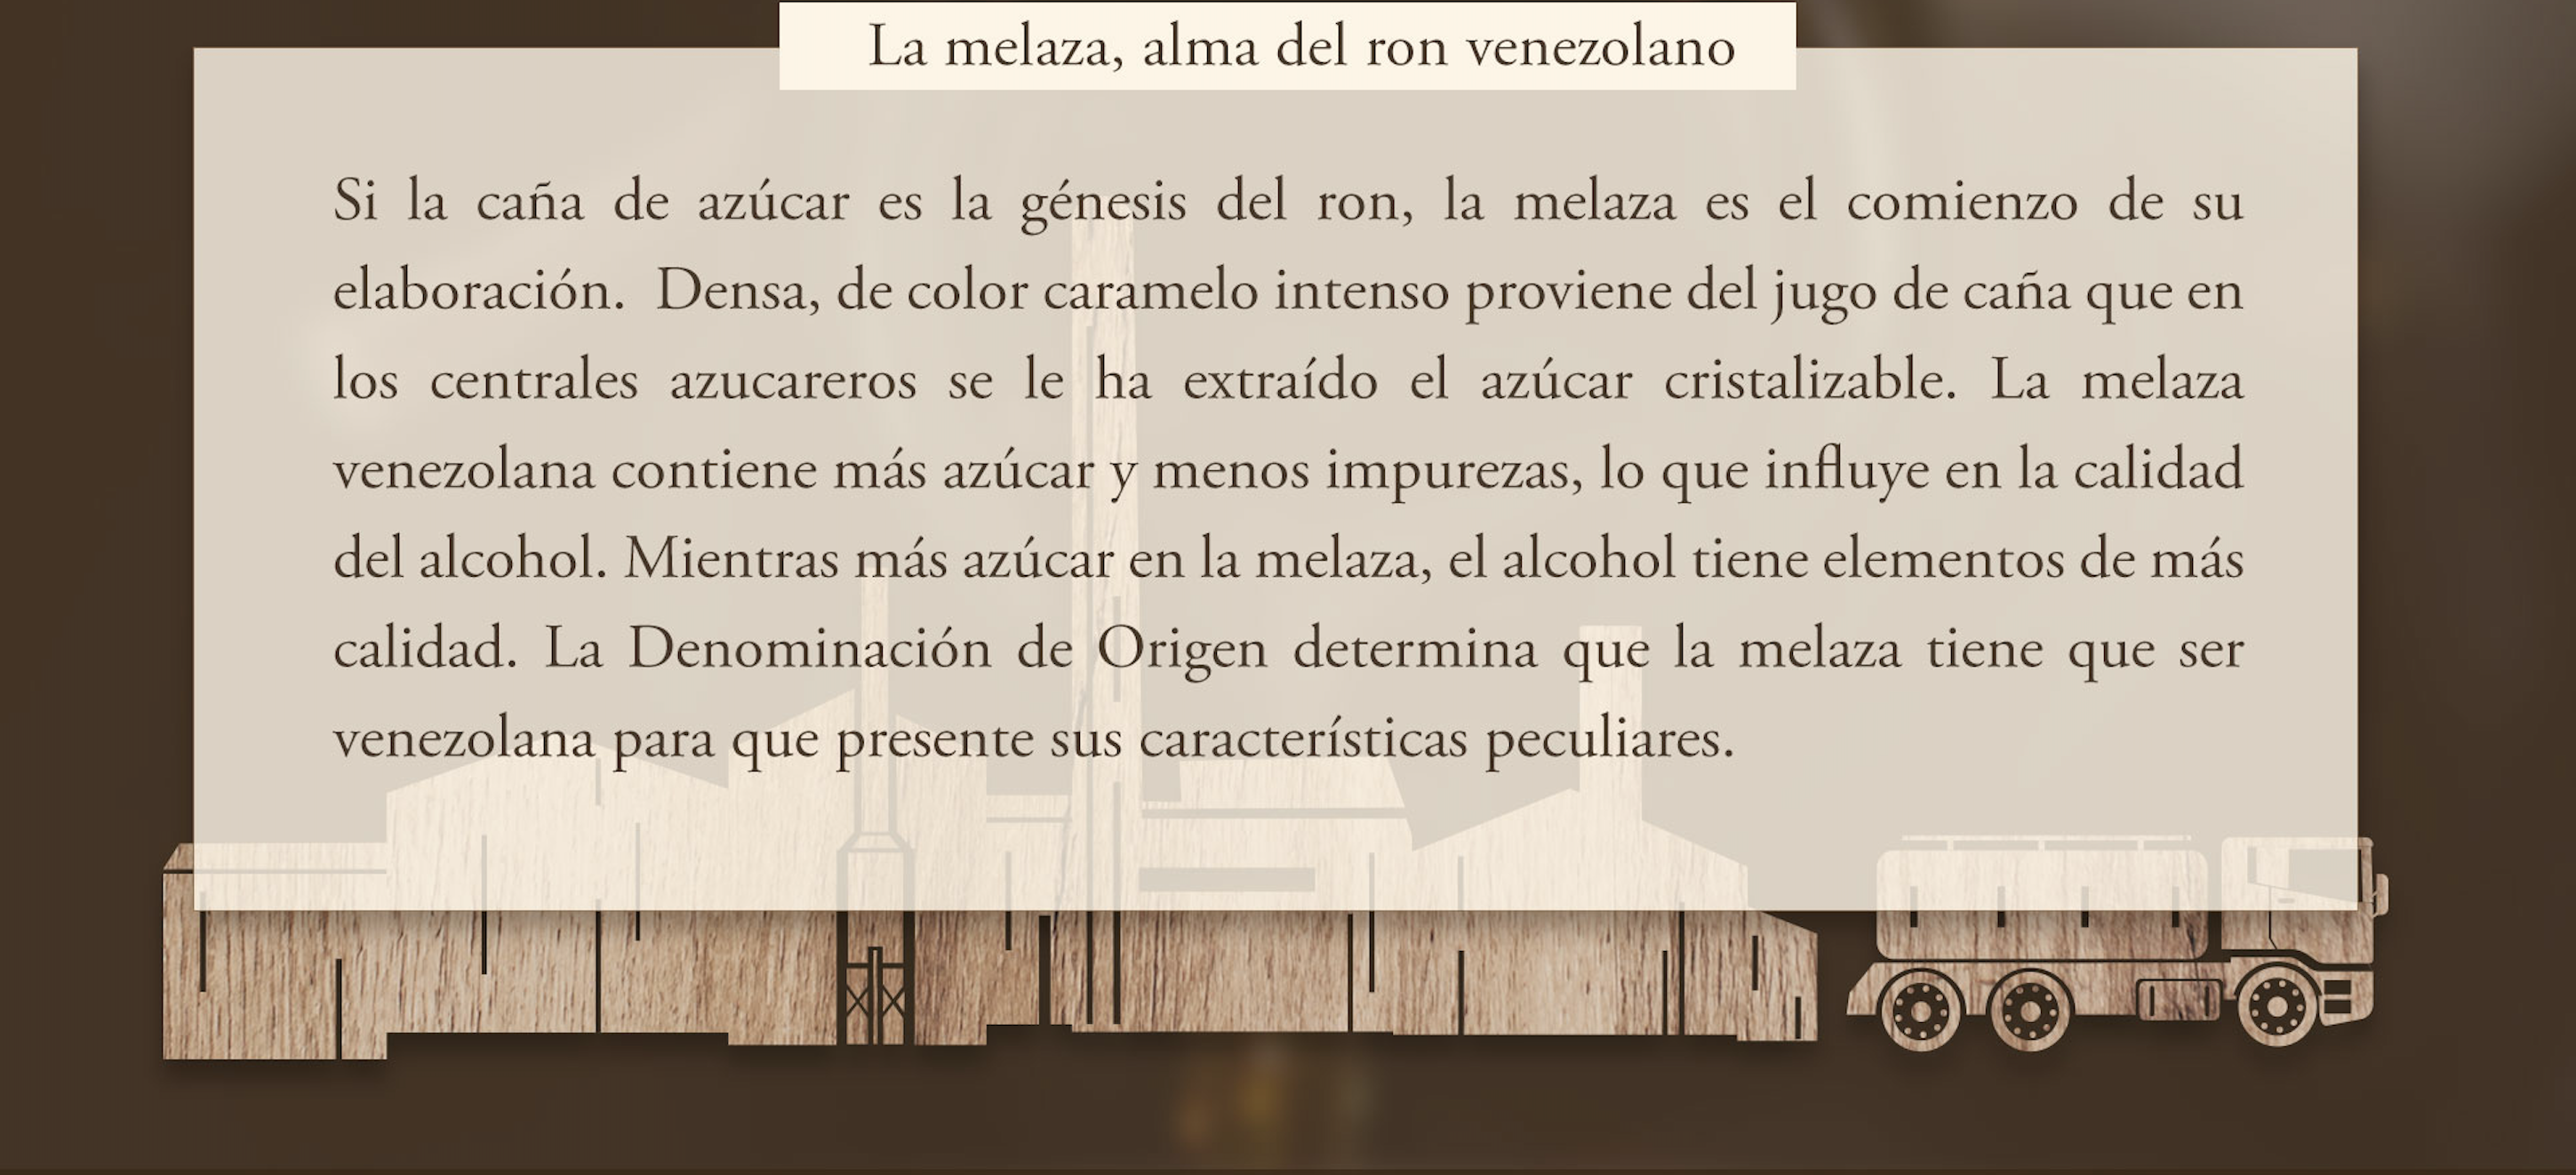 La melaza, alma del ron venezolano
Si la caña de azúcar es la génesis del ron, la melaza es el comienzo de su
elaboración. Densa, de color caramelo intenso proviene del jugo de caña que en
los centrales azucareros se le ha extraído el azúcar cristalizable. La melaza
venezolana contiene más azúcar y menos impurezas, lo que influye en la calidad
del alcohol. Mientras más azúcar en la melaza, el alcohol tiene elementos de más
calidad. La Denominación de Origen determina que la melaza tiene que ser
venezolana para que presente sus características peculiares.